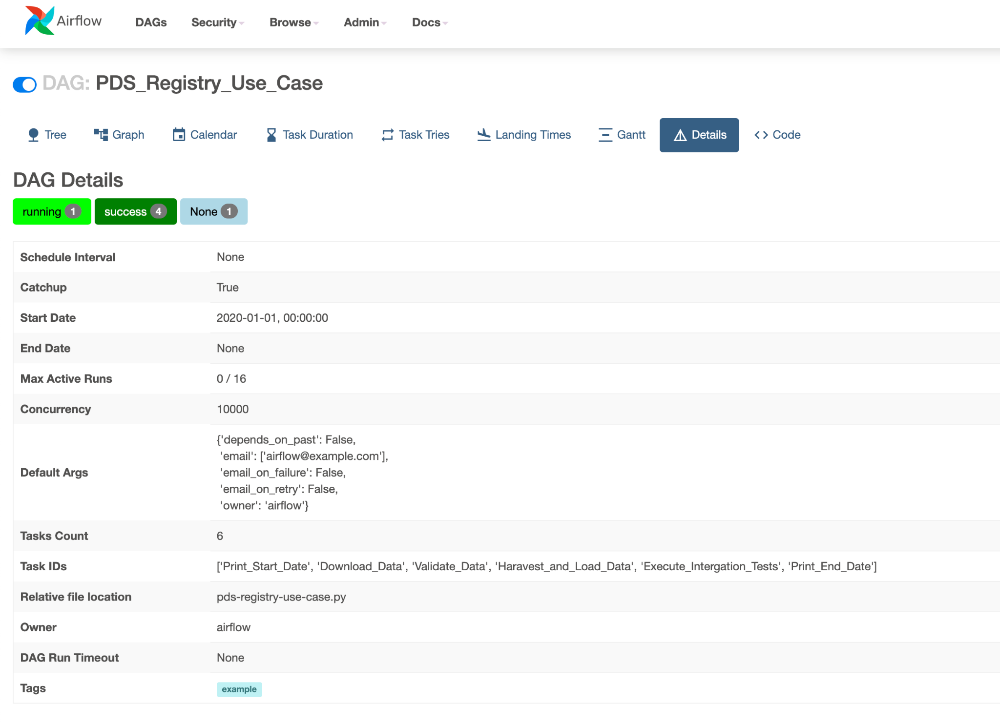 Airflow DAGs Security Browse Admin Docs
DAG: PDS_Registry_Use_Case
Tree Graph Calendar Task Duration Task Tries Landing Times Gantt Details Code
DAG Details
running 1 success 4 None 1
Schedule Interval None
Catchup True
Start Date 2020-01-01, 00:00:00
End Date None
Max Active Runs 0 / 16
Concurrency 10000
Default Args {'depends_on_past': False,
'email': ['airflow@example.com'],
'email_on_failure': False,
'email_on_retry': False,
'owner': 'airflow'}
Tasks Count 6
Task IDs ['Print_Start_Date', 'Download_Data', 'Validate_Data', 'Haravest_and_Load_Data', 'Execute_Intergation_Tests', 'Print_End_Date']
Relative file location pds-registry-use-case.py
Owner airflow
DAG Run Timeout None
Tags example